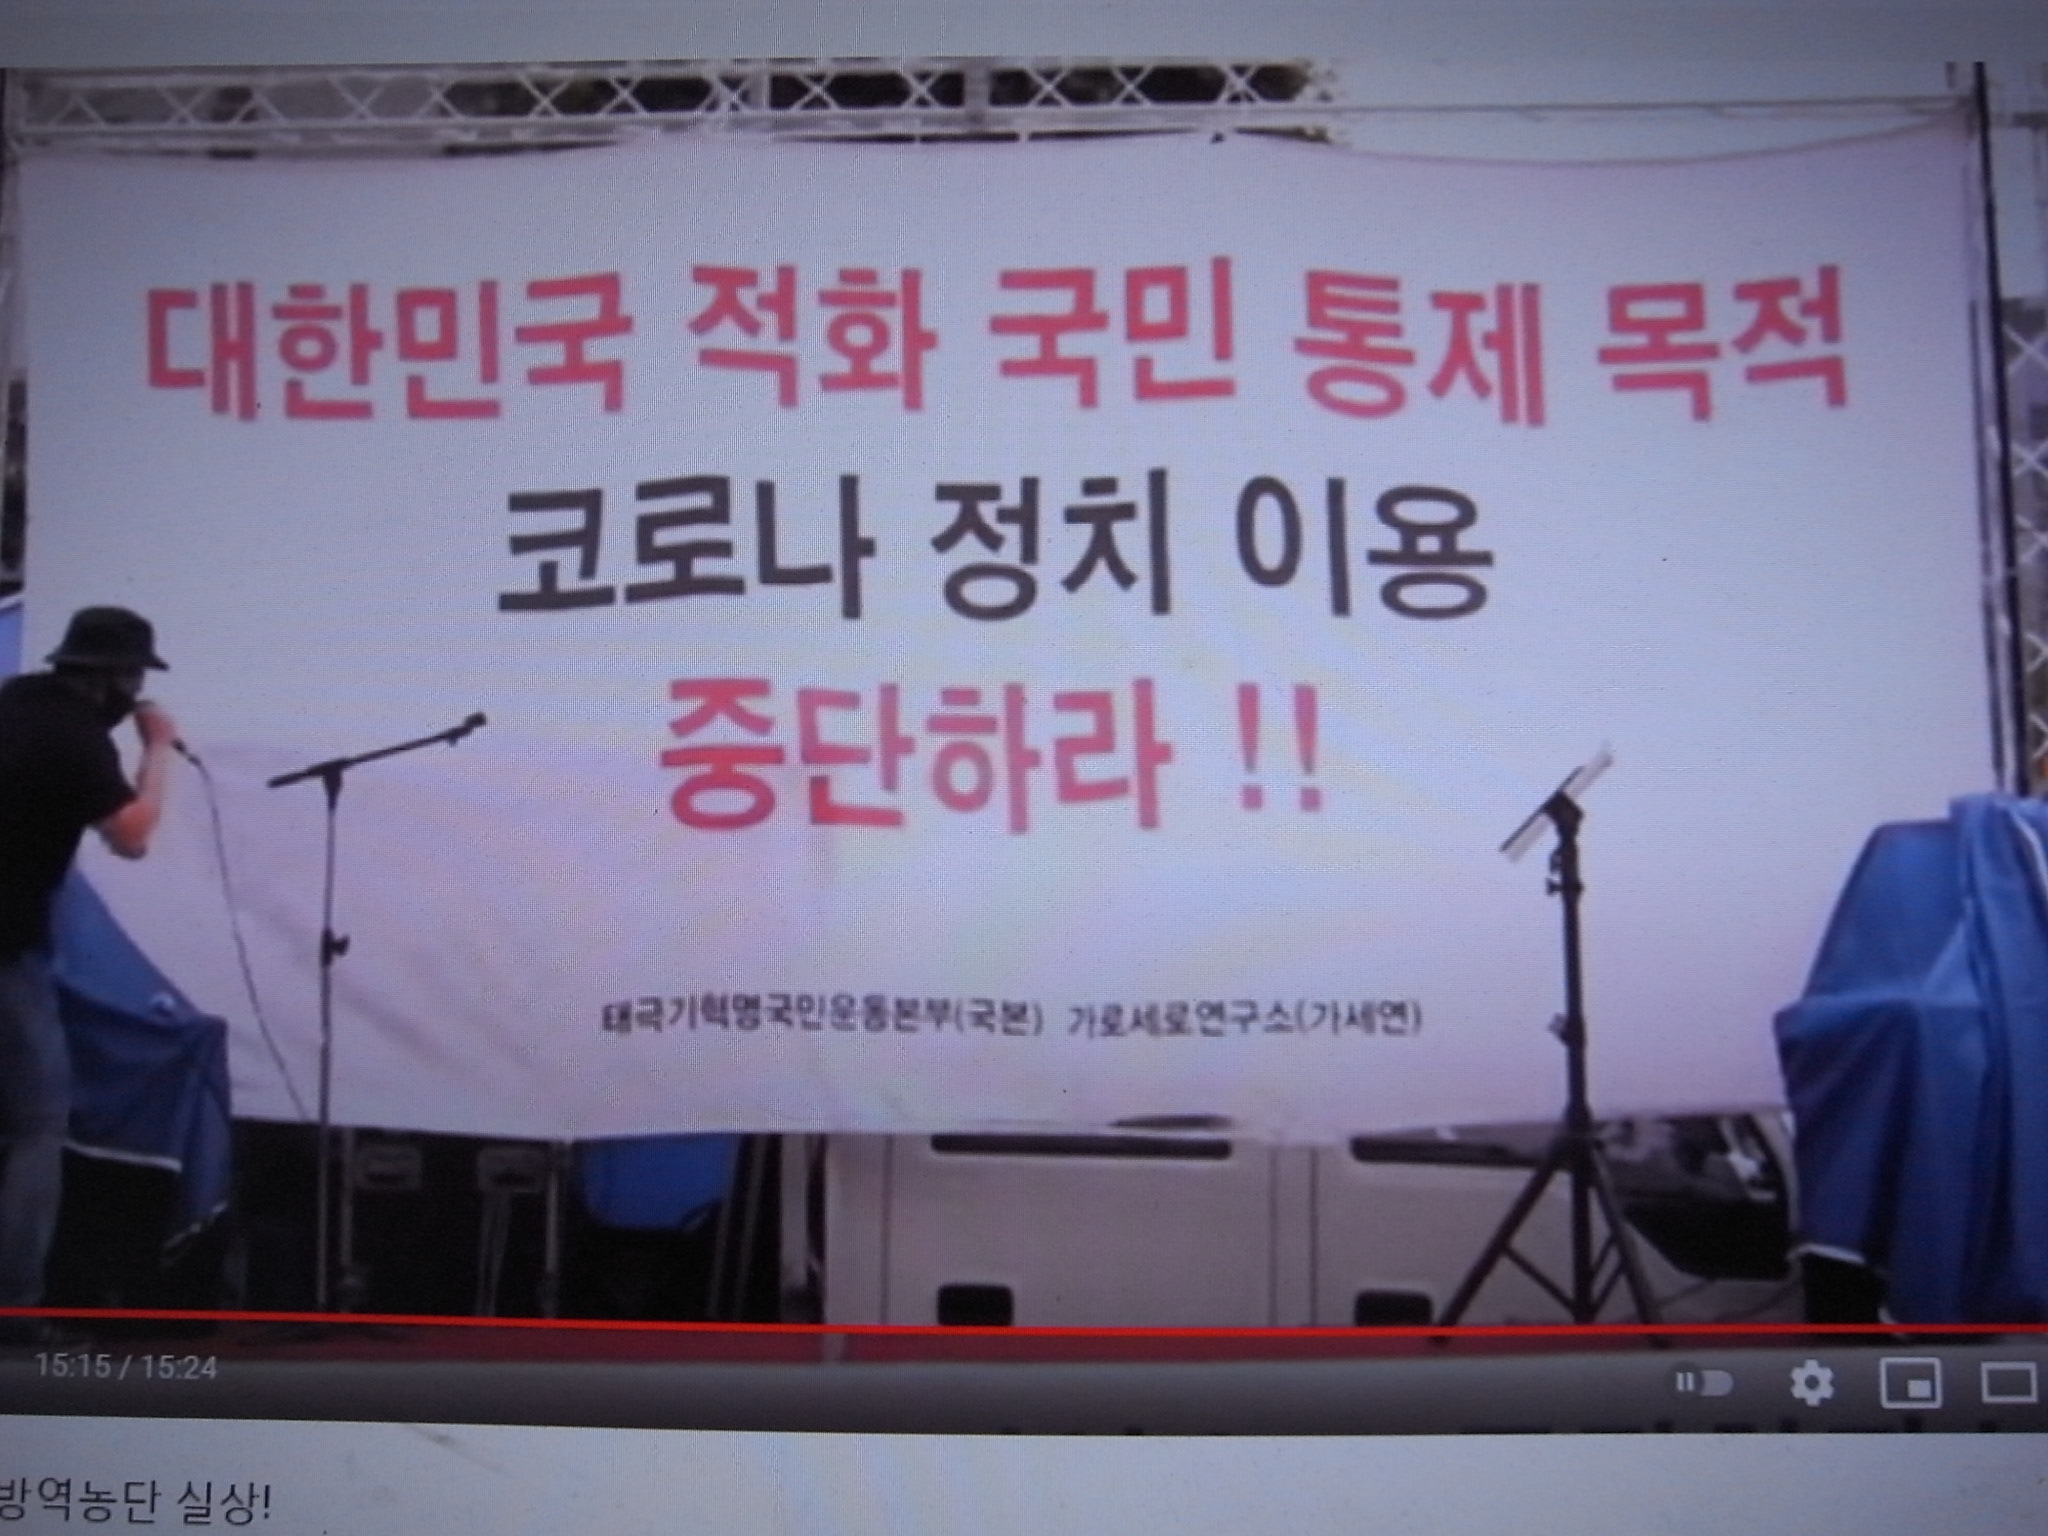 대한민국 적화 국민 통제 목적
코로나 정치 이용
중단하라 !!
태극기혁명국민운동본부(국본) 가로세로연구소(가세연)
15:15 / 15:24
방역농단 실상!